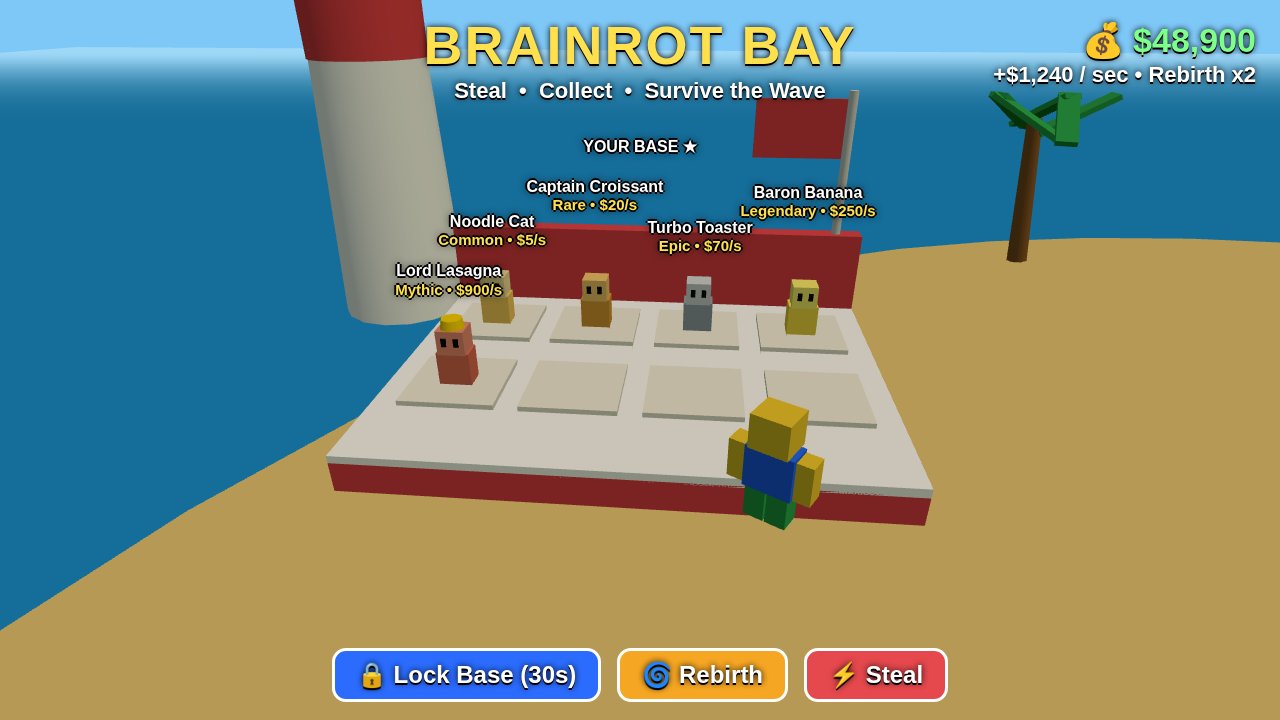 BRAINROT BAY
Steal • Collect • Survive the Wave
💰 $48,900
+$1,240 / sec • Rebirth x2
YOUR BASE ★
Captain Croissant
Rare • $20/s
Baron Banana
Legendary • $250/s
Noodle Cat
Common • $5/s
Turbo Toaster
Epic • $70/s
Lord Lasagna
Mythic • $900/s
🔒 Lock Base (30s)
🌀 Rebirth
⚡ Steal